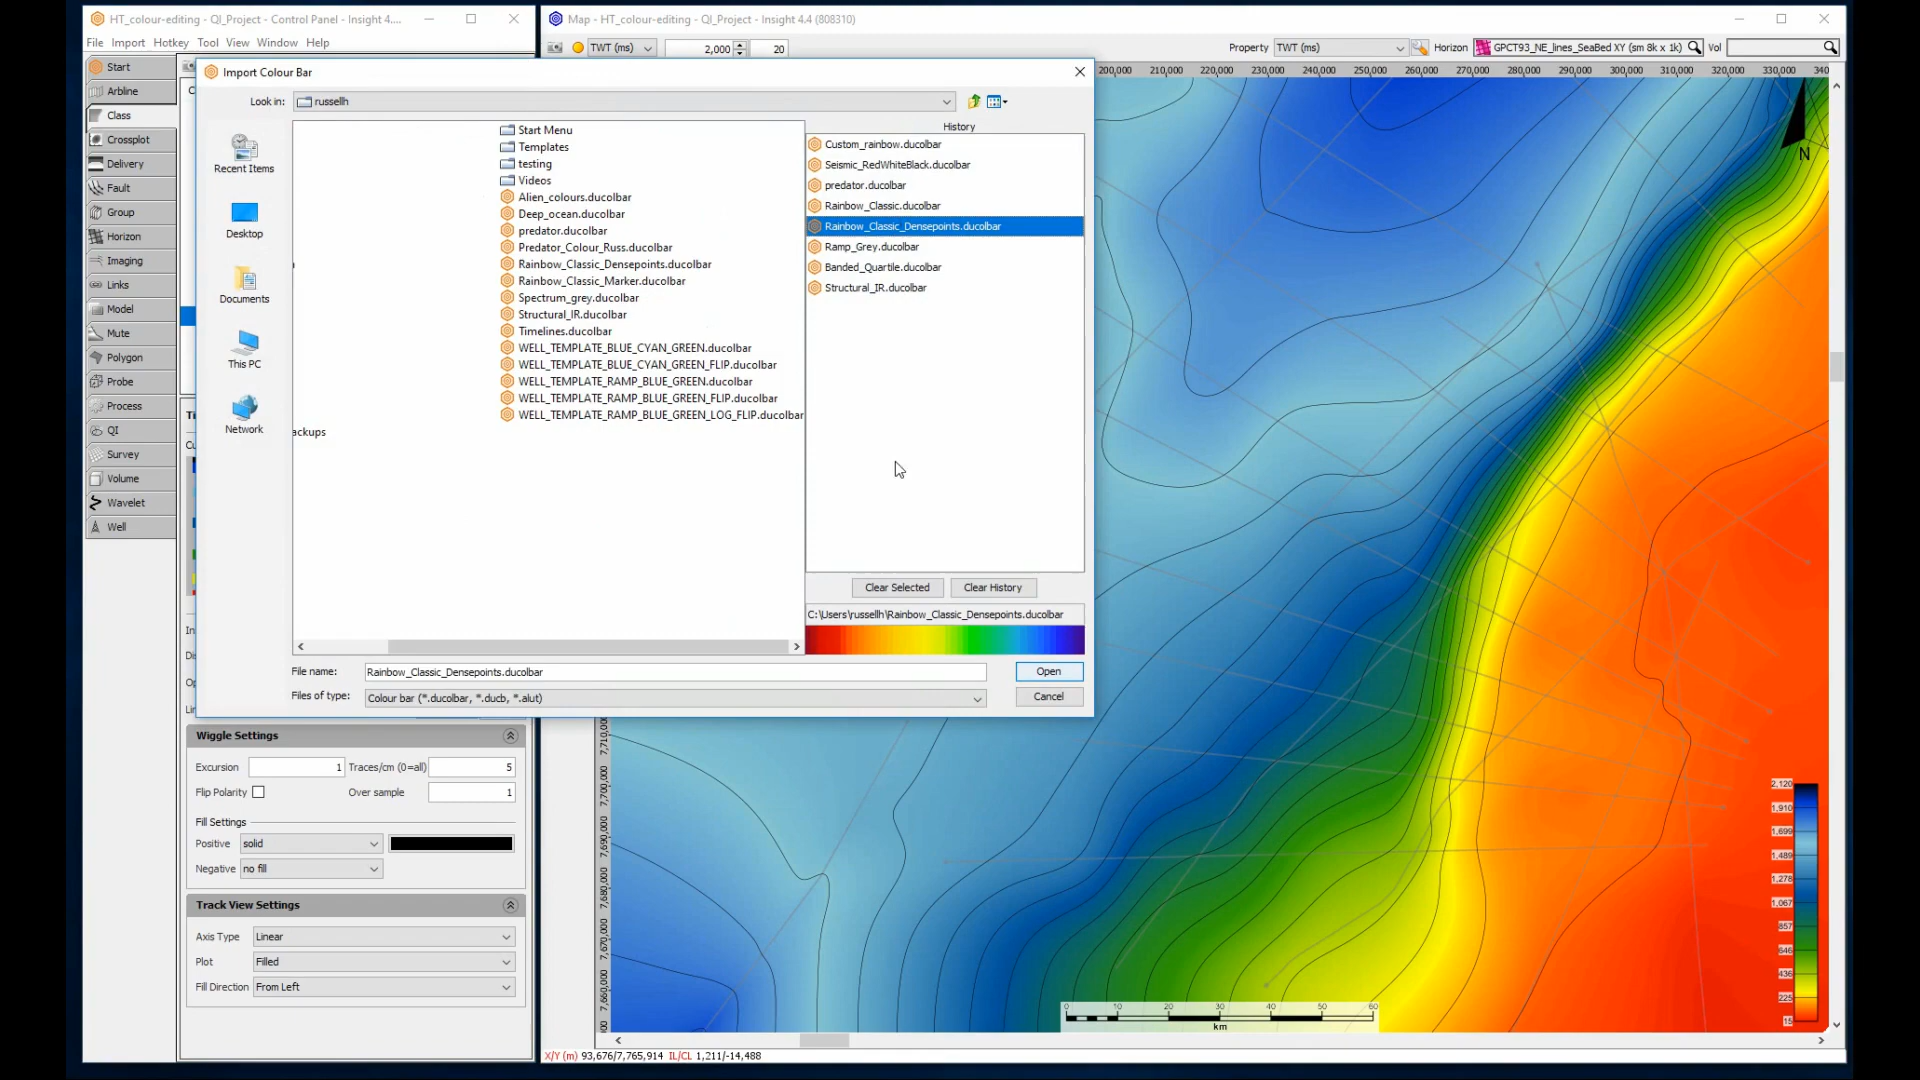 HT_colour-editing - QI_Project - Control Panel - Insight 4....
File Import Hotkey Tool View Window Help
Start
Arbline
Class
Crossplot
Delivery
Fault
Group
Horizon
Imaging
Links
Model
Mute
Polygon
Probe
Process
QI
Survey
Volume
Wavelet
Well
Import Colour Bar
Look in: russellh
Recent Items
Desktop
Documents
This PC
Network
ackups
Start Menu
Templates
testing
Videos
Alien_colours.ducolbar
Deep_ocean.ducolbar
predator.ducolbar
Predator_Colour_Russ.ducolbar
Rainbow_Classic_Densepoints.ducolbar
Rainbow_Classic_Marker.ducolbar
Spectrum_grey.ducolbar
Structural_IR.ducolbar
Timelines.ducolbar
WELL_TEMPLATE_BLUE_CYAN_GREEN.ducolbar
WELL_TEMPLATE_BLUE_CYAN_GREEN_FLIP.ducolbar
WELL_TEMPLATE_RAMP_BLUE_GREEN.ducolbar
WELL_TEMPLATE_RAMP_BLUE_GREEN_FLIP.ducolbar
WELL_TEMPLATE_RAMP_BLUE_GREEN_LOG_FLIP.ducolbar
History
Custom_rainbow.ducolbar
Seismic_RedWhiteBlack.ducolbar
predator.ducolbar
Rainbow_Classic.ducolbar
Rainbow_Classic_Densepoints.ducolbar
Ramp_Grey.ducolbar
Banded_Quartile.ducolbar
Structural_IR.ducolbar
Clear Selected Clear History
C:\Users\russellh\Rainbow_Classic_Densepoints.ducolbar
File name: Rainbow_Classic_Densepoints.ducolbar Open
Files of type: Colour bar (*.ducolbar, *.ducb, *.alut) Cancel
Wiggle Settings
Excursion 1 Traces/cm (0=all) 5
Flip Polarity Over sample 1
Fill Settings
Positive solid
Negative no fill
Track View Settings
Axis Type Linear
Plot Filled
Fill Direction From Left
Map - HT_colour-editing - QI_Project - Insight 4.4 (808310)
TWT (ms) 2,000 20 Property TWT (ms) Horizon GPCT93_NE_lines_SeaBed XY (sm 8k x 1k) Vol
200,000 210,000 220,000 230,000 240,000 250,000 260,000 270,000 280,000 290,000 300,000 310,000 320,000 330,000 340
N
7,710,000
7,700,000
7,690,000
7,680,000
7,670,000
7,660,000
2,120
1,910
1,699
1,489
1,278
1,067
857
646
436
225
15
0 10 20 30 40 50 60
km
X/Y (m) 93,676/7,765,914 IL/CL 1,211/-14,488